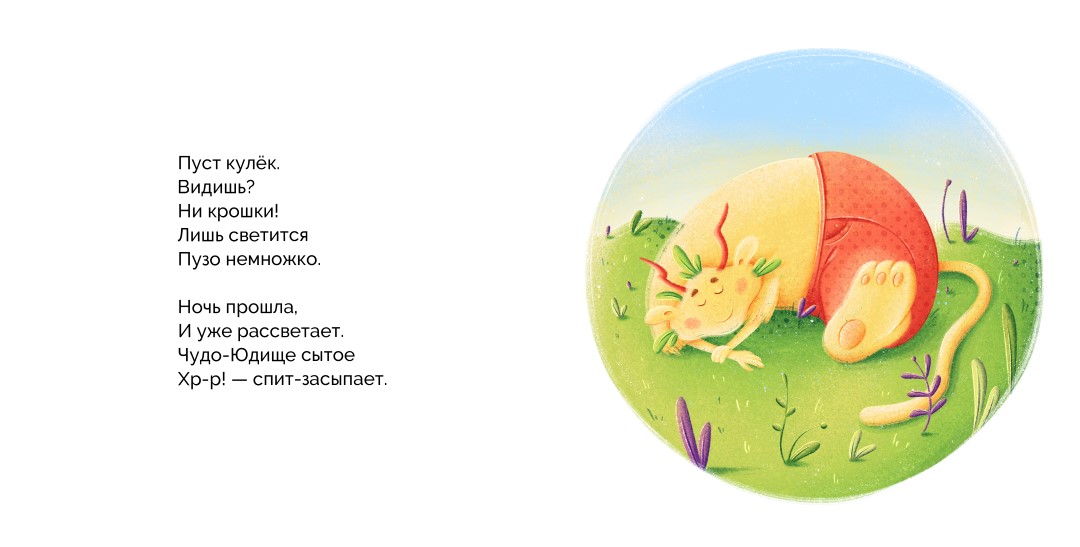 Пуст кулёк.
Видишь?
Ни крошки!
Лишь светится
Пузо немножко.
Ночь прошла,
И уже рассветает.
Чудо-Юдище сытое
Хр-р! — спит-засыпает.